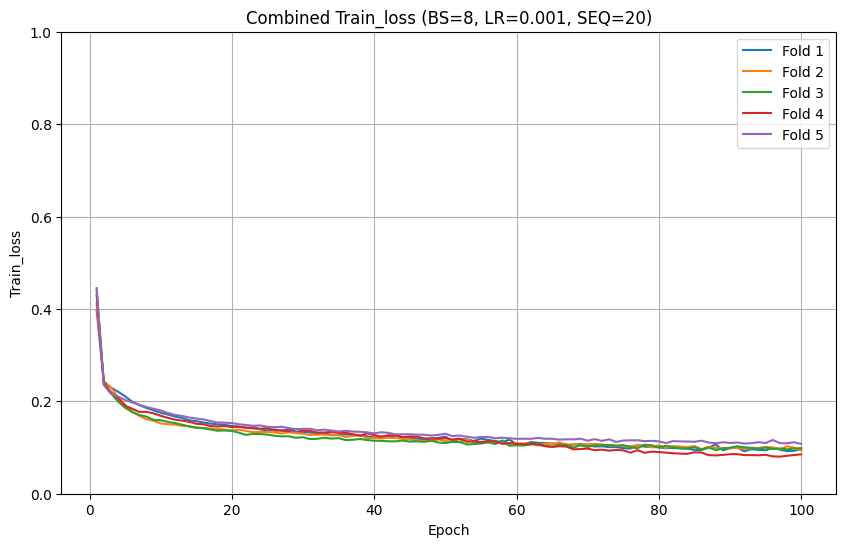 Combined Train_loss (BS=8, LR=0.001, SEQ=20)
Train_loss
1.0
0.8
0.6
0.4
0.2
0.0
Fold 1
Fold 2
Fold 3
Fold 4
Fold 5
0 20 40 60 80 100
Epoch